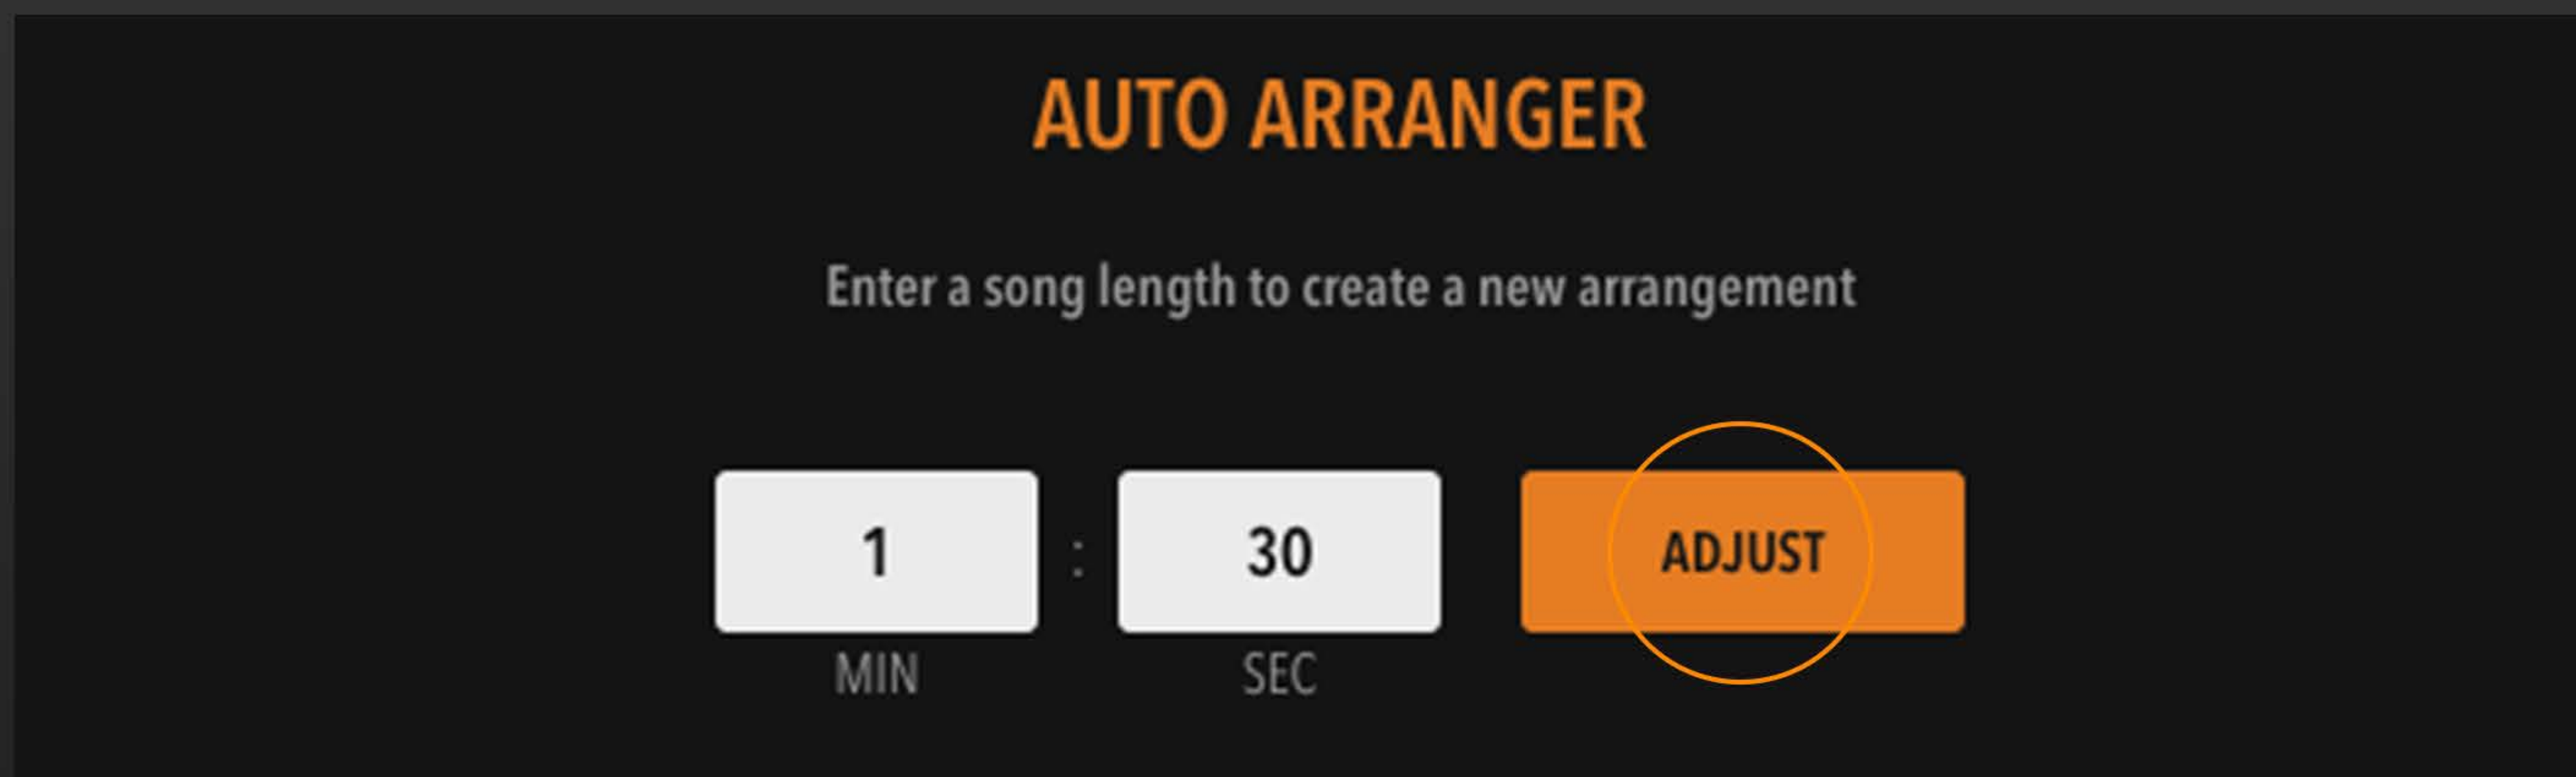 AUTO ARRANGER
Enter a song length to create a new arrangement
1 : 30 ADJUST
MIN SEC